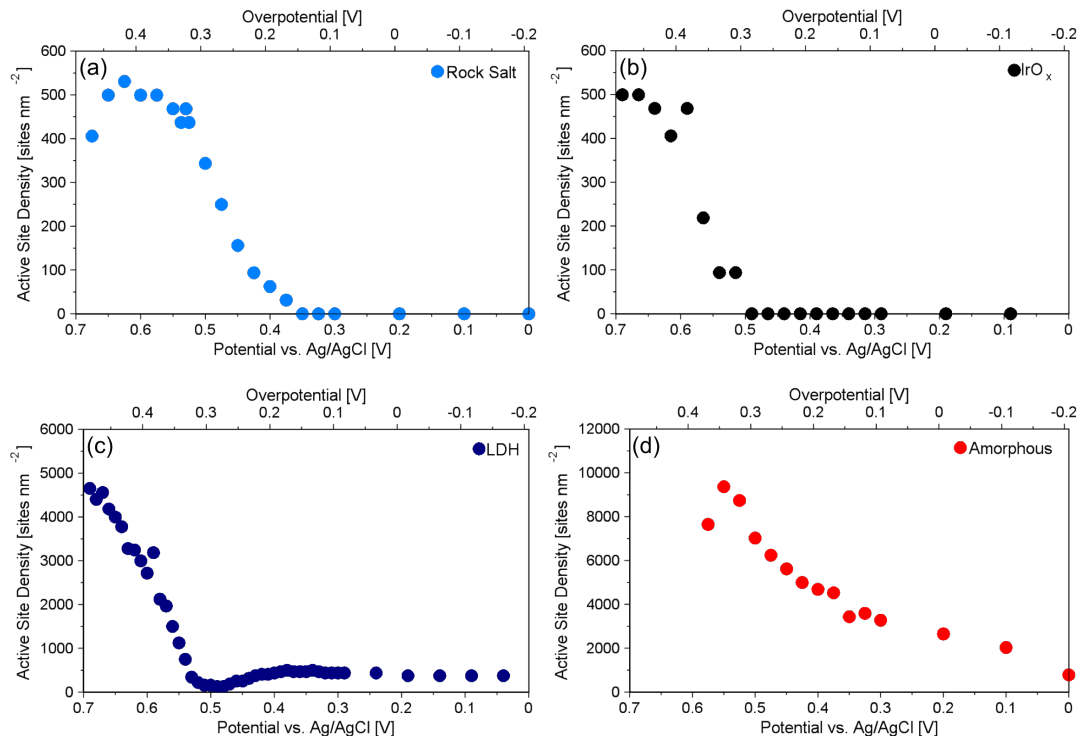 Overpotential [V]
0.4 0.3 0.2 0.1 0 -0.1 -0.2
(a)
Rock Salt
Active Site Density [sites nm -2]
600
500
400
300
200
100
0
0.7 0.6 0.5 0.4 0.3 0.2 0.1 0
Potential vs. Ag/AgCl [V]
Overpotential [V]
0.4 0.3 0.2 0.1 0 -0.1 -0.2
(b)
IrO x
Active Site Density [sites nm -2]
600
500
400
300
200
100
0
0.7 0.6 0.5 0.4 0.3 0.2 0.1 0
Potential vs. Ag/AgCl [V]
Overpotential [V]
0.4 0.3 0.2 0.1 0 -0.1 -0.2
(c)
LDH
Active Site Density [sites nm -2]
6000
5000
4000
3000
2000
1000
0
0.7 0.6 0.5 0.4 0.3 0.2 0.1 0
Potential vs. Ag/AgCl [V]
Overpotential [V]
0.4 0.3 0.2 0.1 0 -0.1 -0.2
(d)
Amorphous
Active Site Density [sites nm -2]
12000
10000
8000
6000
4000
2000
0
0.7 0.6 0.5 0.4 0.3 0.2 0.1 0
Potential vs. Ag/AgCl [V]